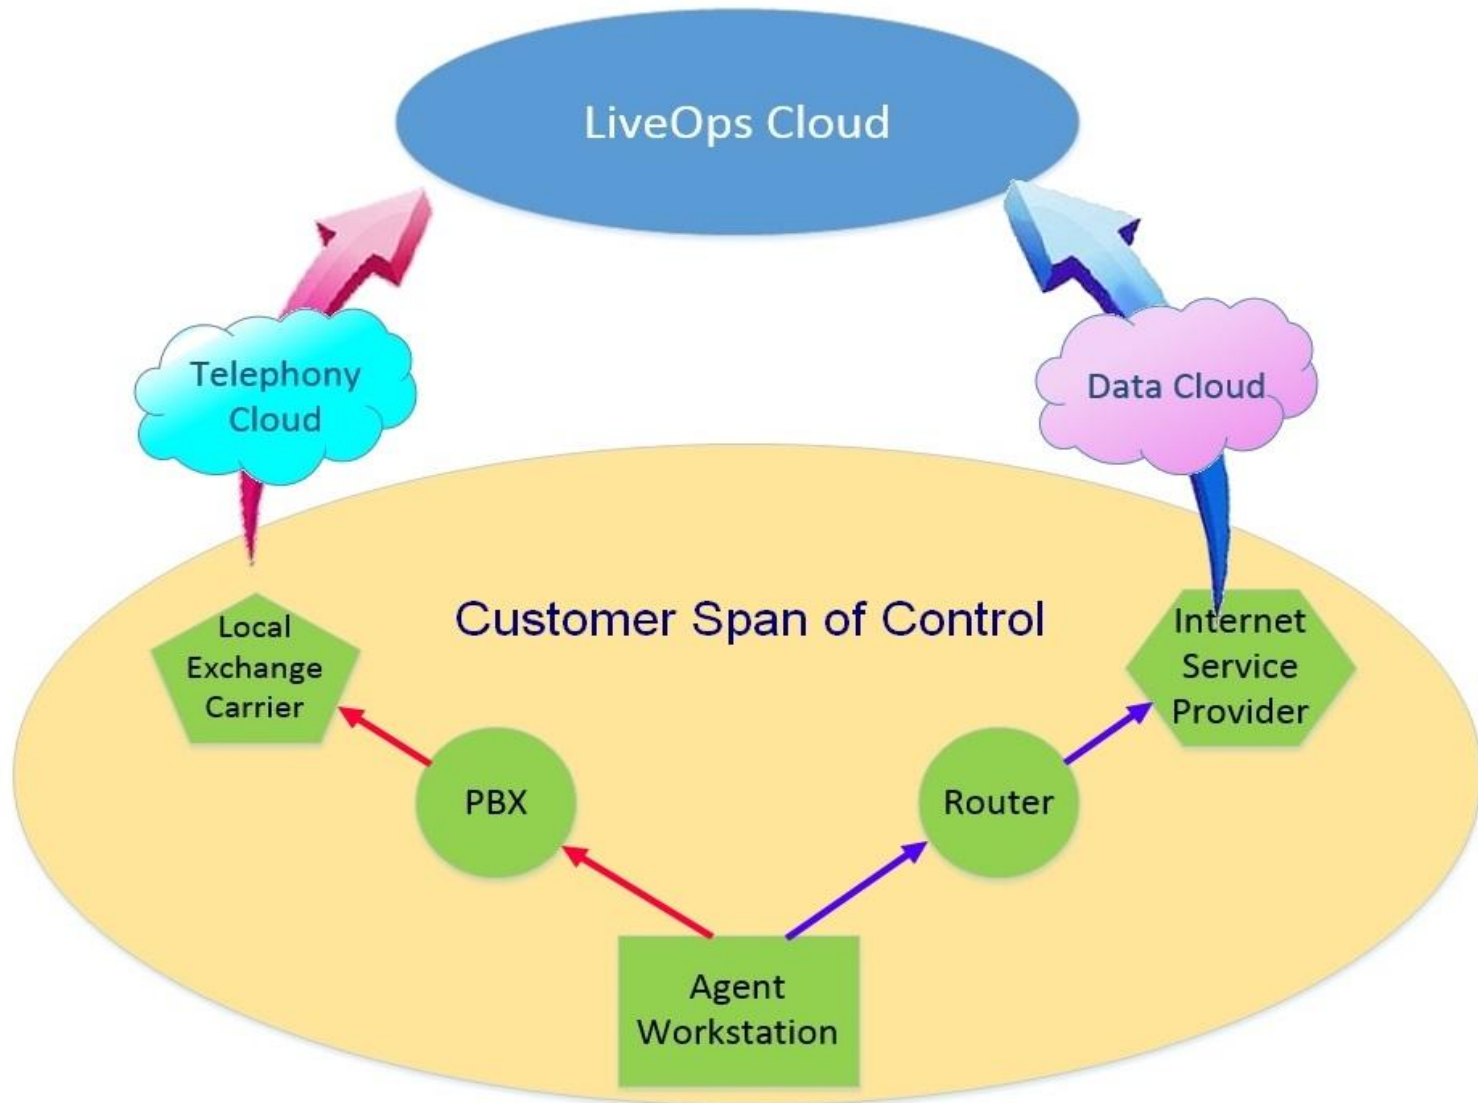 LiveOps Cloud
Telephony
Cloud
Data Cloud
Customer Span of Control
Local
Exchange
Carrier
Internet
Service
Provider
PBX
Router
Agent
Workstation